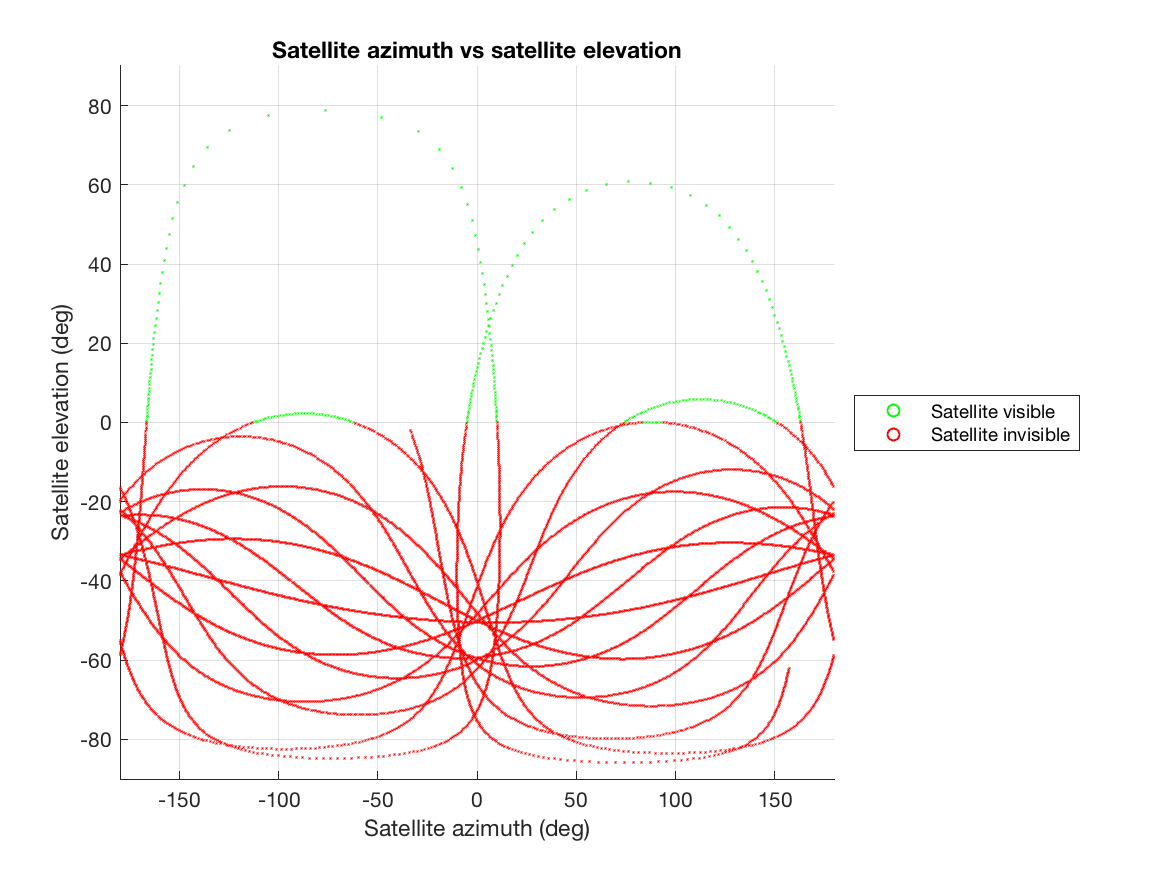 Satellite azimuth vs satellite elevation
Satellite elevation (deg)
80
60
40
20
0
-20
-40
-60
-80
-150 -100 -50 0 50 100 150
Satellite azimuth (deg)
Satellite visible
Satellite invisible